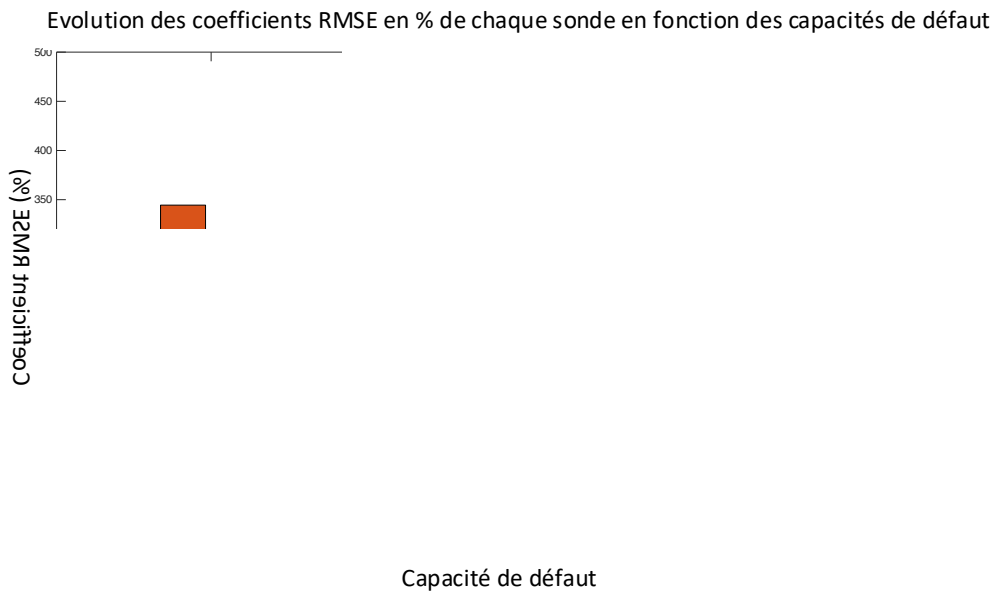 Evolution des coefficients RMSE en % de chaque sonde en fonction des capacités de défaut
500
450
400
350
Coefficient RMSE (%)
Capacité de défaut